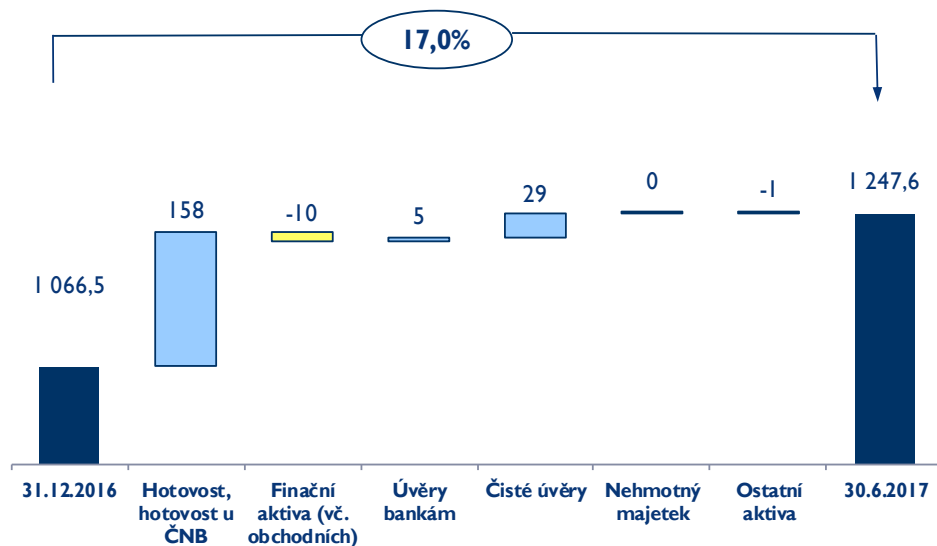 17,0%
1 066,5
158
-10
5
29
0
-1
1 247,6
31.12.2016
Hotovost,
hotovost u
ČNB
Finační
aktiva (vč.
obchodních)
Úvěry
bankám
Čisté úvěry
Nehmotný
majetek
Ostatní
aktiva
30.6.2017